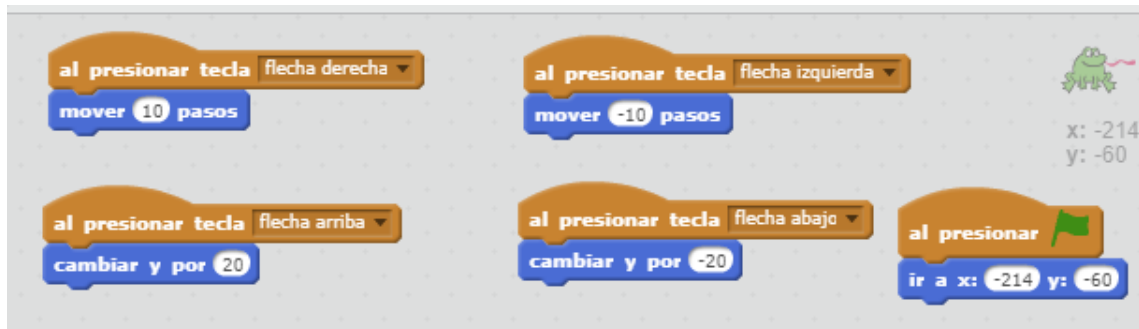 al presionar tecla flecha derecha
mover 10 pasos
al presionar tecla flecha izquierda
mover -10 pasos
x: -214
y: -60
al presionar tecla flecha arriba
cambiar y por 20
al presionar tecla flecha abajo
cambiar y por -20
al presionar
ir a x: -214 y: -60